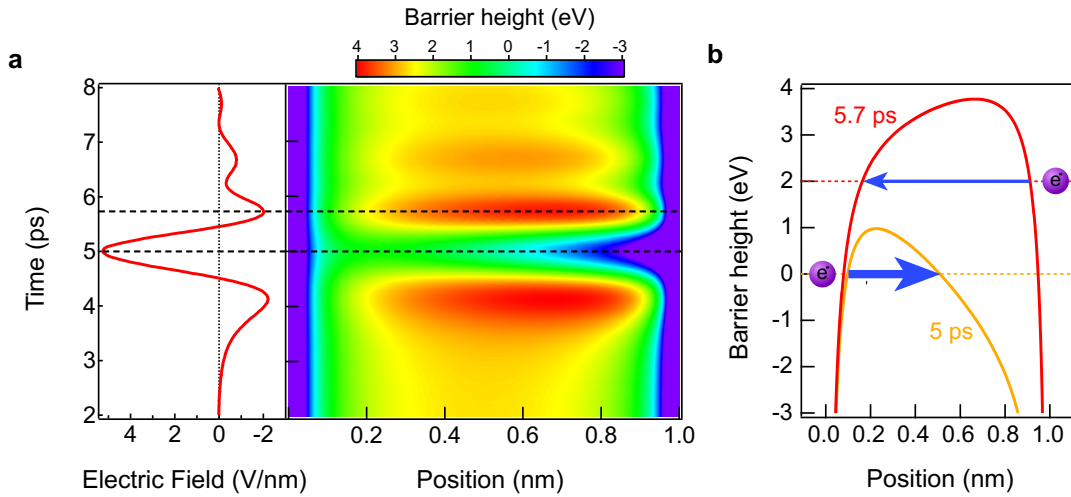 Barrier height (eV)
a
4 3 2 1 0 -1 -2 -3
b
8
7
6
5
4
3
2
Time (ps)
4 2 0 -2
Electric Field (V/nm)
0.2 0.4 0.6 0.8 1.0
Position (nm)
4
3
2
1
0
-1
-2
-3
Barrier height (eV)
5.7 ps
e-
e-
5 ps
0.0 0.2 0.4 0.6 0.8 1.0
Position (nm)